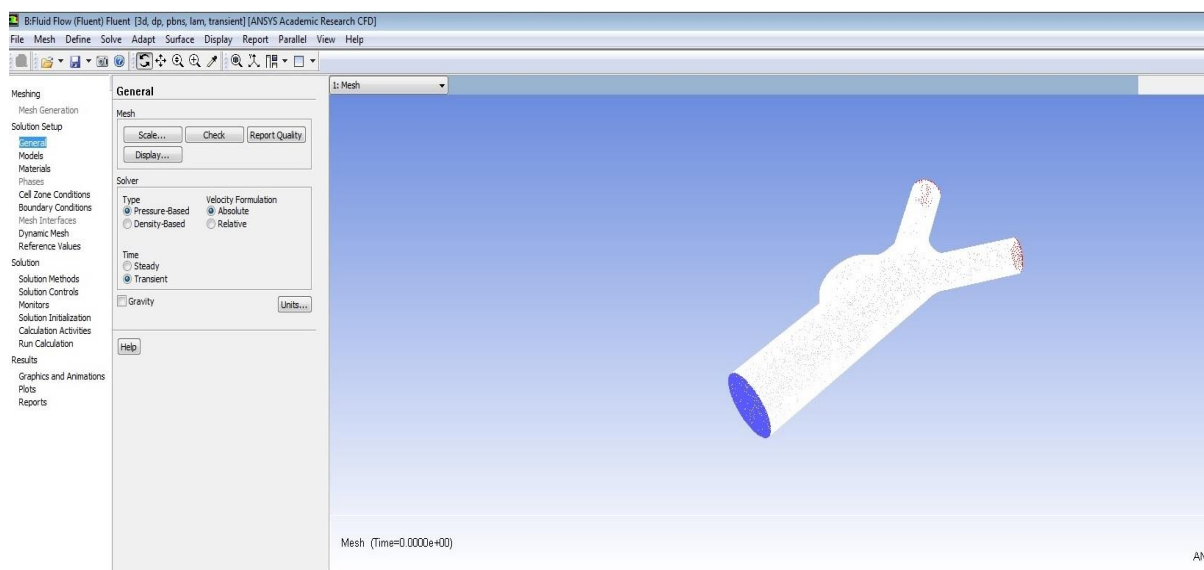 B:Fluid Flow (Fluent) Fluent [3d, dp, pbns, lam, transient] [ANSYS Academic Research CFD]
File Mesh Define Solve Adapt Surface Display Report Parallel View Help
Meshing
Mesh Generation
Solution Setup
General
Models
Materials
Phases
Cell Zone Conditions
Boundary Conditions
Mesh Interfaces
Dynamic Mesh
Reference Values
Solution
Solution Methods
Solution Controls
Monitors
Solution Initialization
Calculation Activities
Run Calculation
Results
Graphics and Animations
Plots
Reports
General
Mesh
Scale... Check Report Quality
Display...
Solver
Type Velocity Formulation
Pressure-Based Absolute
Density-Based Relative
Time
Steady
Transient
Gravity Units...
Help
1: Mesh
Mesh (Time=0.0000e+00)
AN